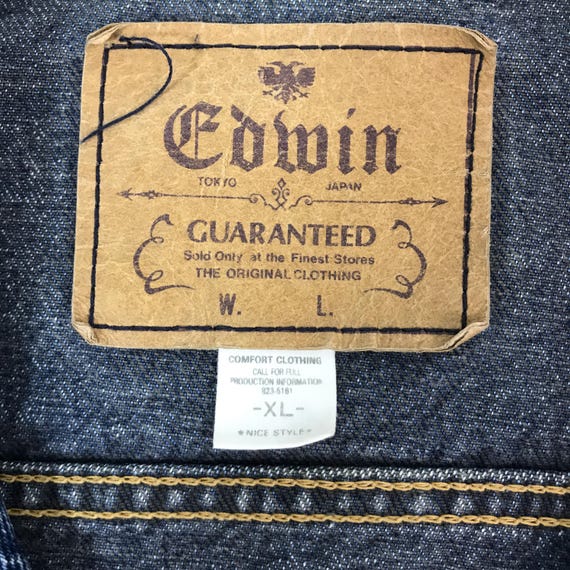 Edwin
TOKYO JAPAN
GUARANTEED
Sold Only at the Finest Stores
THE ORIGINAL CLOTHING
W. L.
COMFORT CLOTHING
CALL FOR FULL
PRODUCTION INFORMATION
823-5181
-XL-
*NICE STYLE*